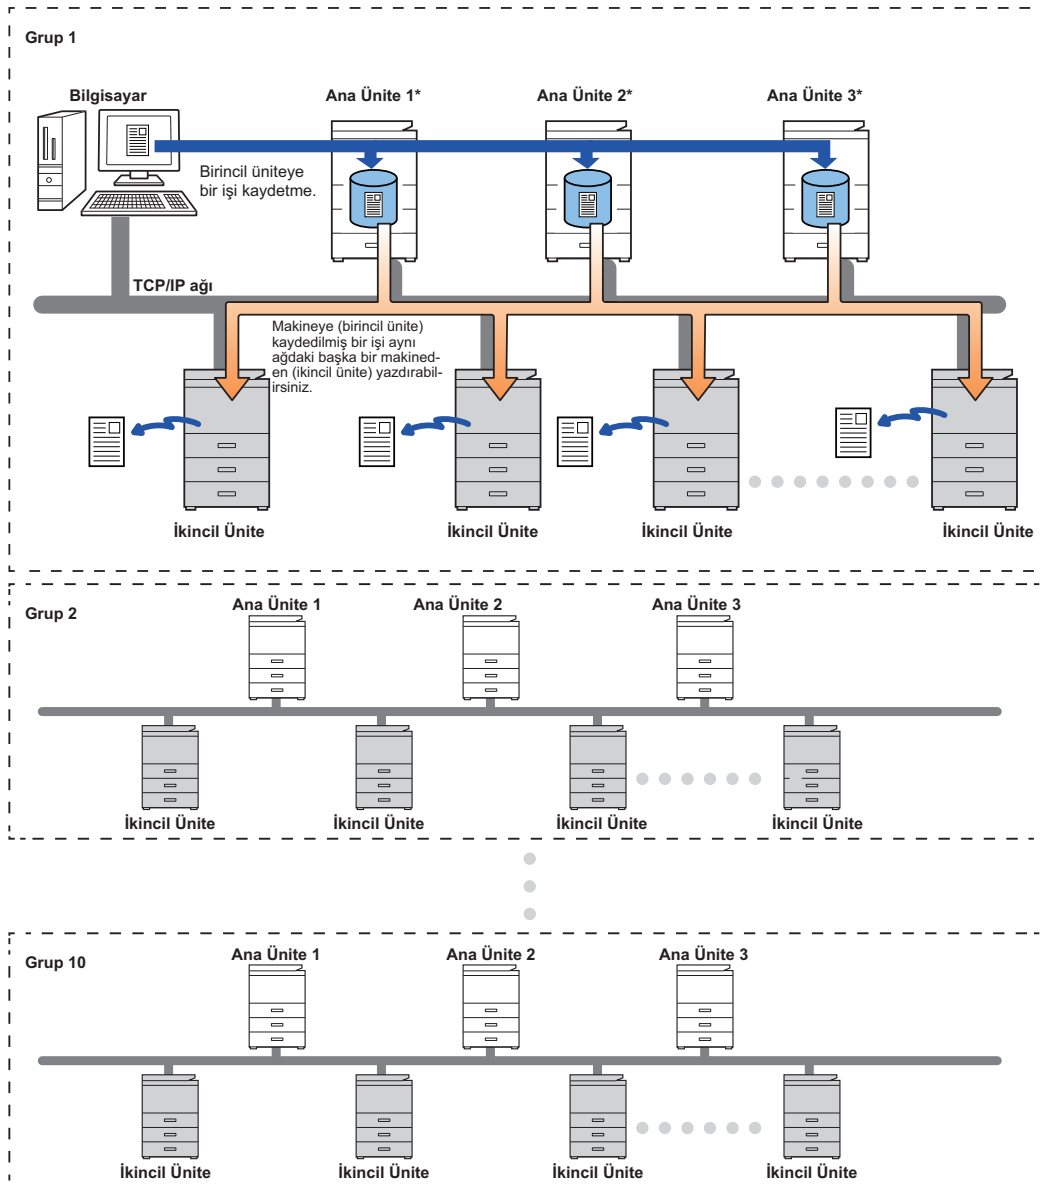 Grup 1
Bilgisayar
Ana Ünite 1*
Ana Ünite 2*
Ana Ünite 3*
Birincil üniteye
bir işi kaydetme.
TCP/IP ağı
Makineye (birincil ünite)
kaydedilmiş bir işi aynı
ağdaki başka bir makined-
en (ikincil ünite) yazdırabil-
irsiniz.
İkincil Ünite
İkincil Ünite
İkincil Ünite
İkincil Ünite
Grup 2
Ana Ünite 1
Ana Ünite 2
Ana Ünite 3
İkincil Ünite
İkincil Ünite
İkincil Ünite
İkincil Ünite
Grup 10
Ana Ünite 1
Ana Ünite 2
Ana Ünite 3
İkincil Ünite
İkincil Ünite
İkincil Ünite
İkincil Ünite